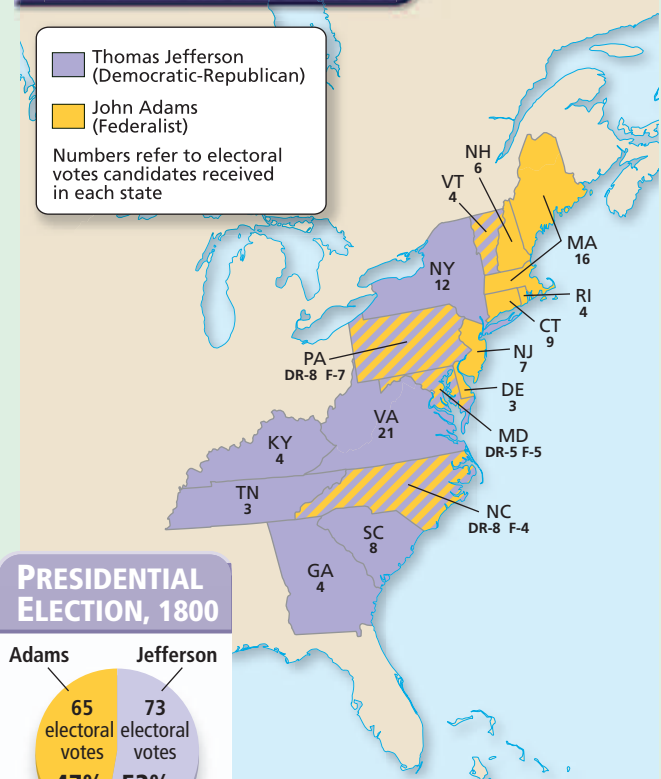 Thomas Jefferson
(Democratic-Republican)
John Adams
(Federalist)
Numbers refer to electoral
votes candidates received
in each state
NH
6
VT
4
MA
16
NY
12
RI
4
CT
9
NJ
7
PA
DR-8 F-7
DE
3
MD
DR-5 F-5
VA
21
KY
4
TN
3
NC
DR-8 F-4
SC
8
GA
4
PRESIDENTIAL
ELECTION, 1800
Adams
Jefferson
65
electoral
votes
73
electoral
votes
47%
53%